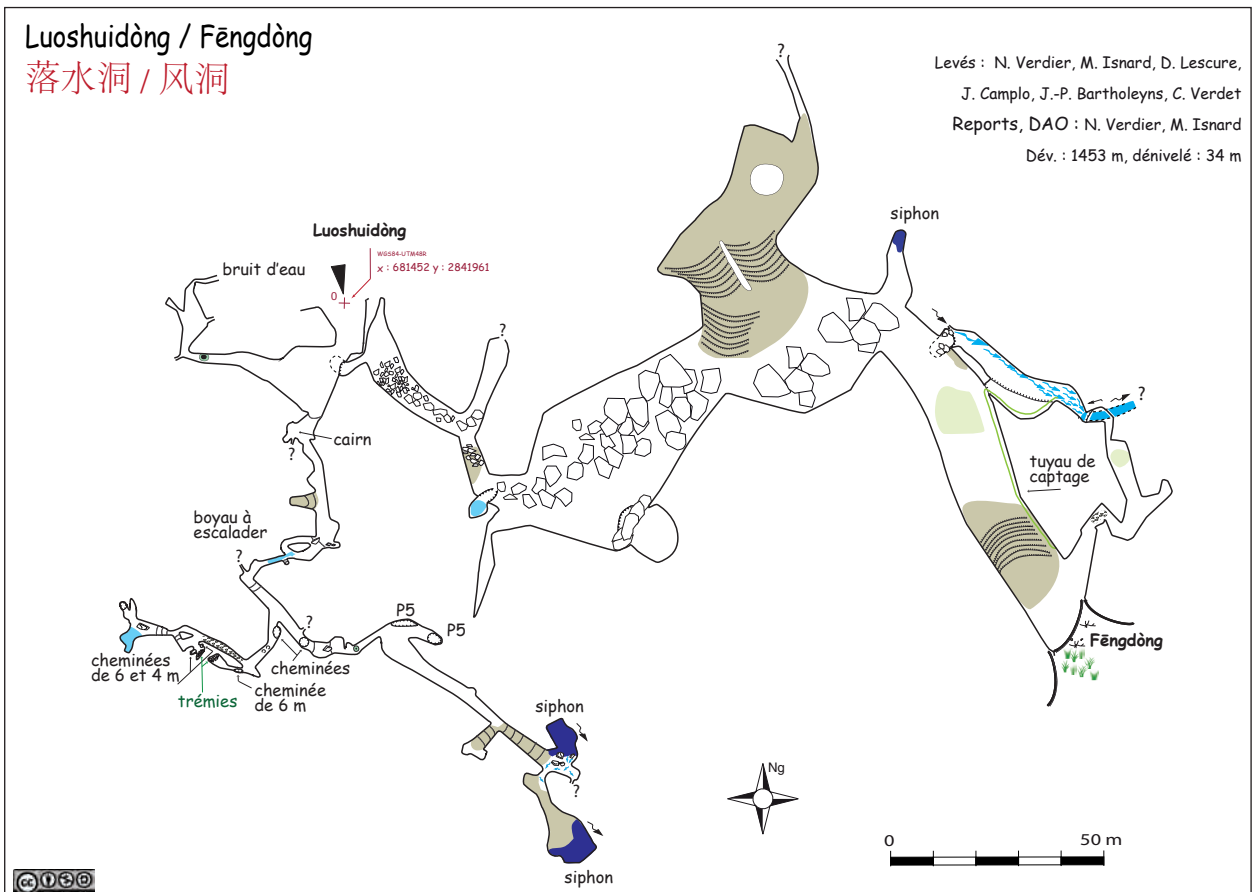 Luoshuidòng / Fēngdòng
落水洞 / 风洞
Levés : N. Verdier, M. Isnard, D. Lescure,
J. Camplo, J.-P. Bartholeyns, C. Verdet
Reports, DAO : N. Verdier, M. Isnard
Dév. : 1453 m, dénivelé : 34 m
?
siphon
Luoshuidòng
WGS84-UTM48R
x : 681452 y : 2841961
0
bruit d'eau
?
?
cairn
?
tuyau de
captage
boyau à
escalader
?
P5
P5
?
Fēngdòng
cheminées
de 6 et 4 m
cheminées
trémies
cheminée
de 6 m
siphon
?
siphon
Ng
0
50 m
cc